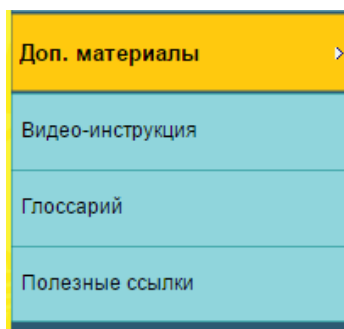 Доп. материалы
Видео-инструкция
Глоссарий
Полезные ссылки